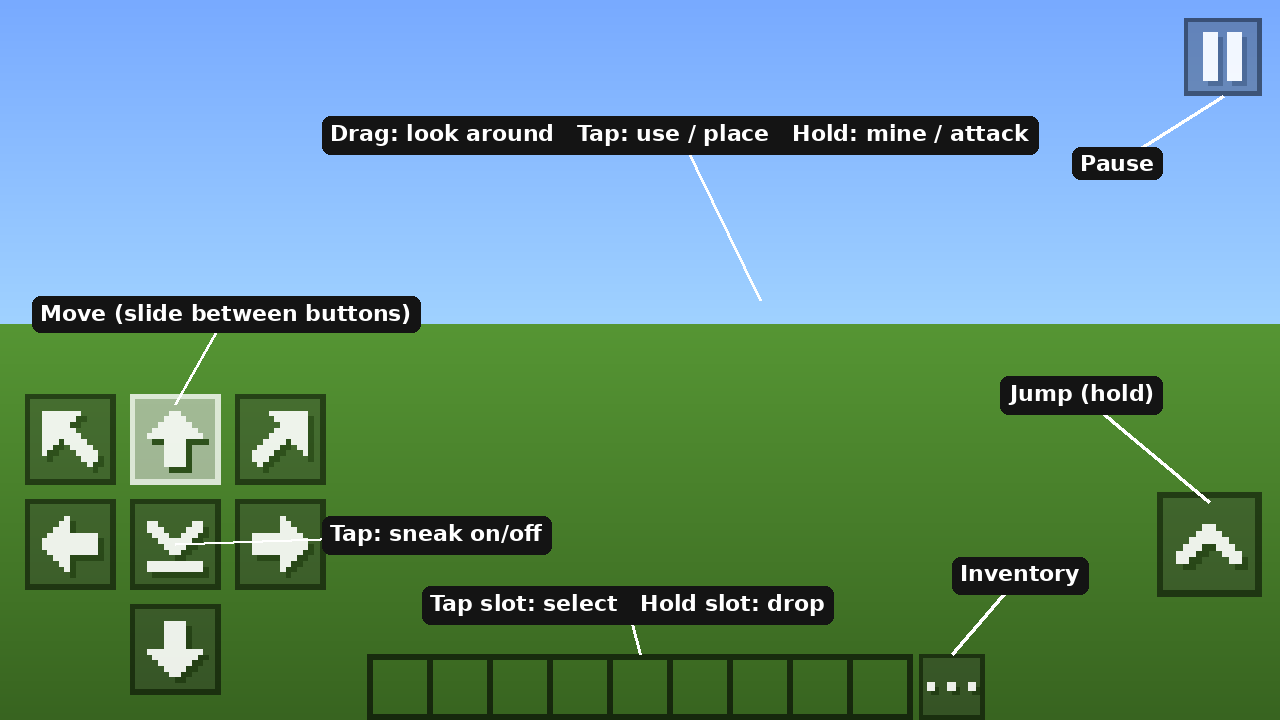 Drag: look around   Tap: use / place   Hold: mine / attack
Pause
Move (slide between buttons)
Jump (hold)
Tap: sneak on/off
Inventory
Tap slot: select   Hold slot: drop